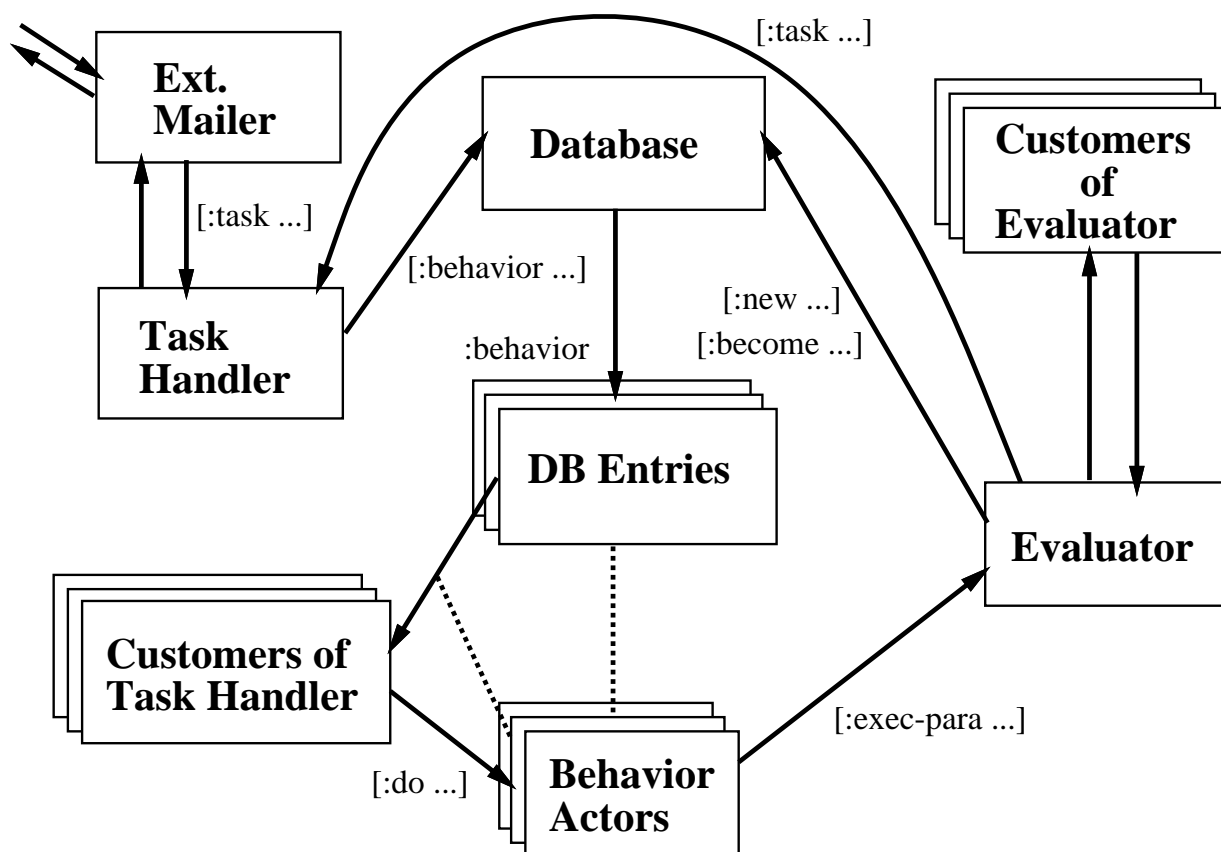 [:task ...]
Ext.
Mailer
Database
Customers
of
Evaluator
[:task ...]
[:behavior ...]
[:new ...]
[:become ...]
Task
Handler
:behavior
DB Entries
Evaluator
Customers of
Task Handler
[:exec-para ...]
[:do ...]
Behavior
Actors